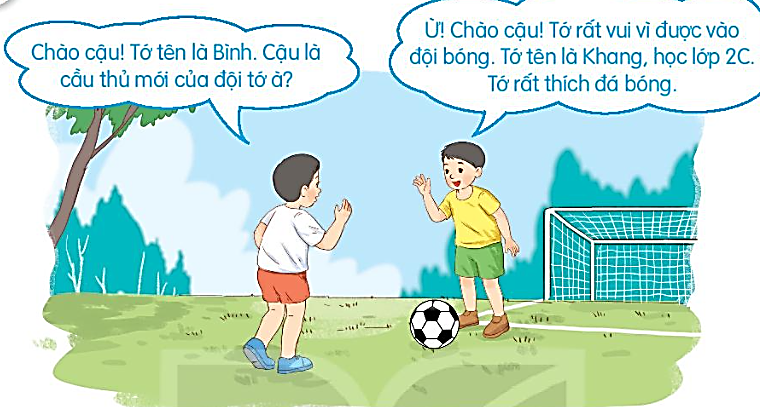 Chào cậu! Tớ tên là Bình. Cậu là
cầu thủ mới của đội tớ à?
Ừ! Chào cậu! Tớ rất vui vì được vào
đội bóng. Tớ tên là Khang, học lớp 2C.
Tớ rất thích đá bóng.